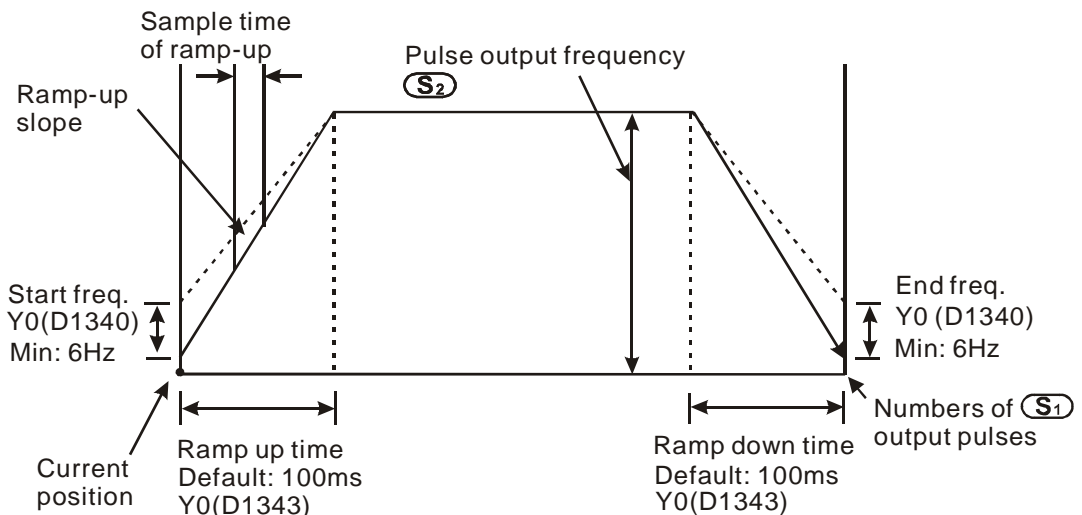 Sample time
of ramp-up
Pulse output frequency
S2
Ramp-up
slope
Start freq.
Y0(D1340)
Min: 6Hz
End freq.
Y0 (D1340)
Min: 6Hz
Numbers of S1
output pulses
Current
position
Ramp up time
Default: 100ms
Y0(D1343)
Ramp down time
Default: 100ms
Y0(D1343)